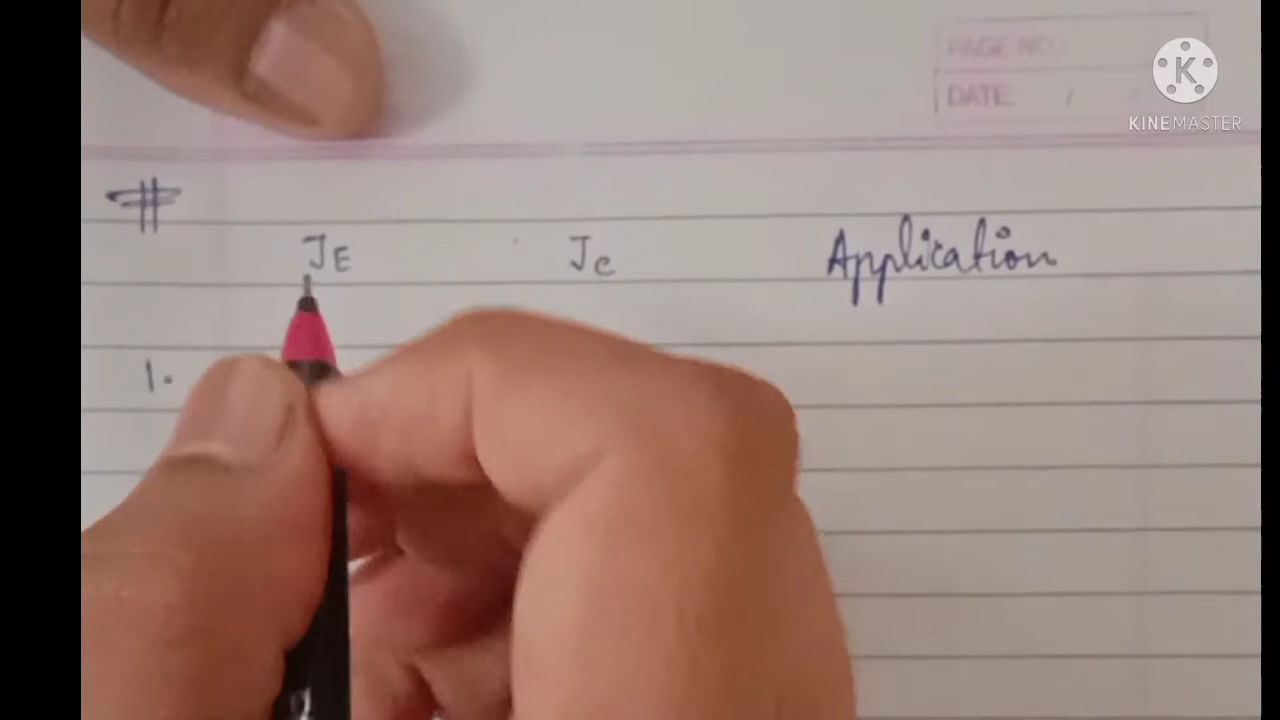 PAGE NO.:
DATE: / /
K
KINEMASTER
#
JE JC Application
1.